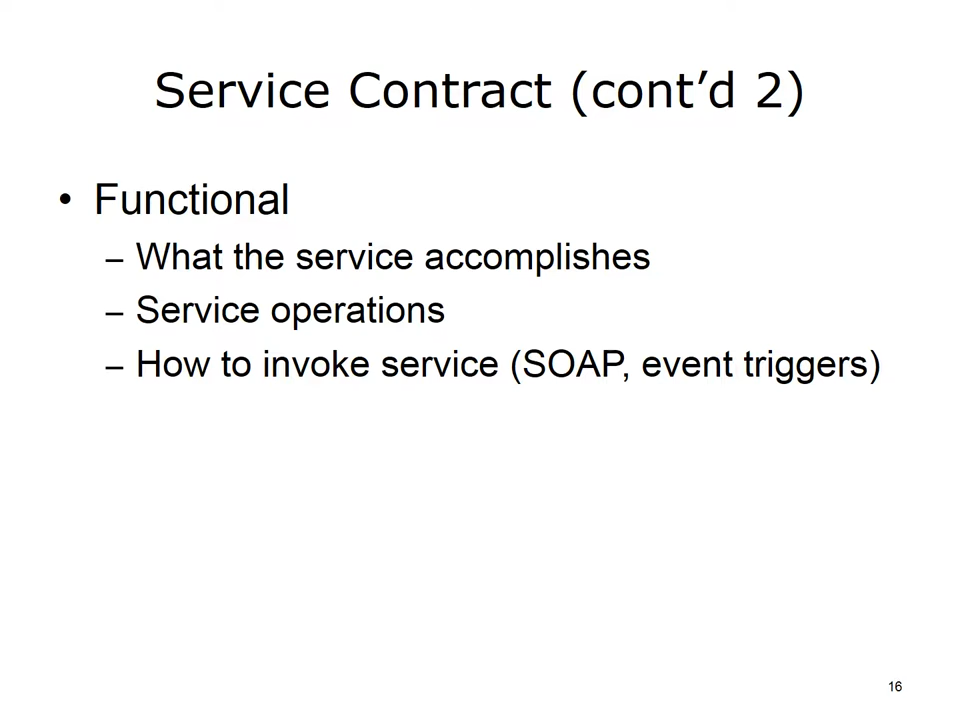 Service Contract (cont’d 2)
• Functional
– What the service accomplishes
– Service operations
– How to invoke service (SOAP, event triggers)
16